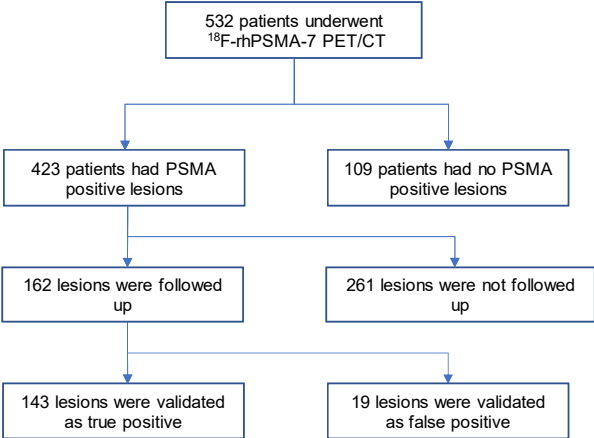 532 patients underwent
¹⁸F-rhPSMA-7 PET/CT
423 patients had PSMA
positive lesions
109 patients had no PSMA
positive lesions
162 lesions were followed
up
261 lesions were not followed
up
143 lesions were validated
as true positive
19 lesions were validated
as false positive